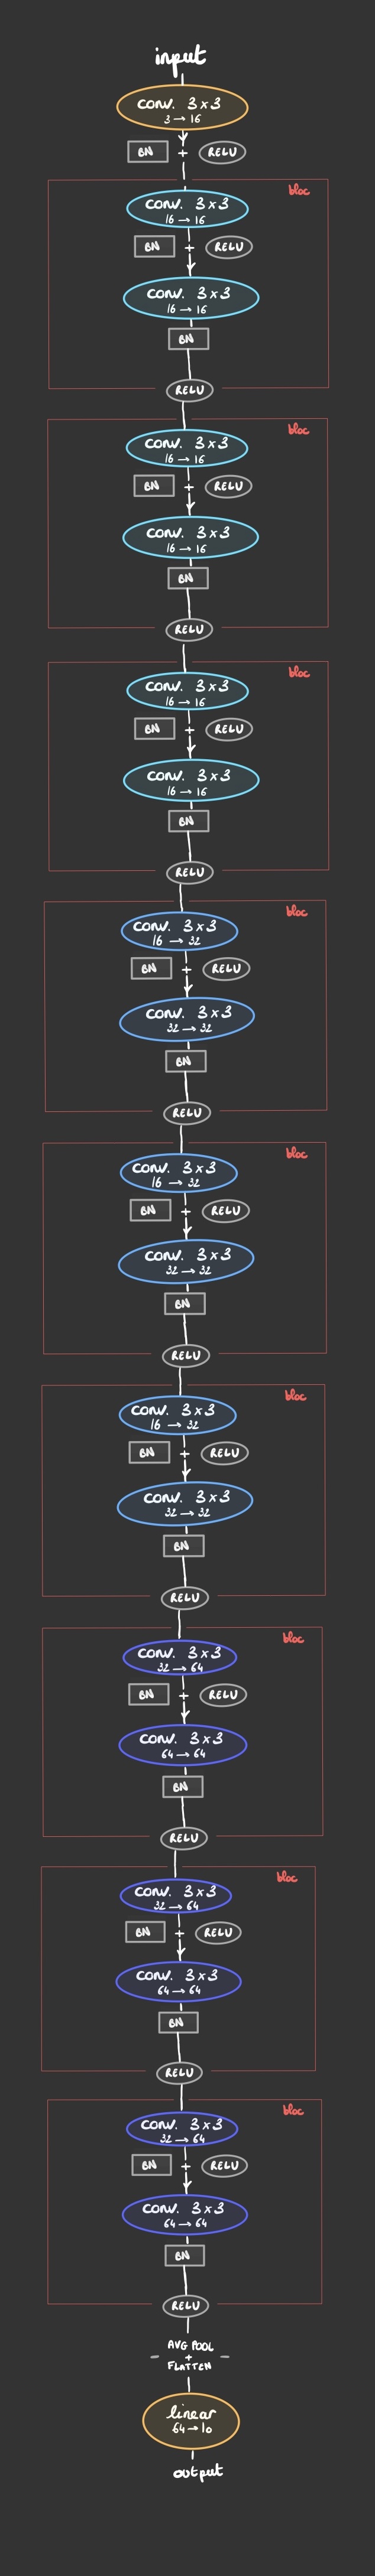 input
conv. 3x3
3 → 16
BN + RELU
bloc
conv. 3x3
16 → 16
BN + RELU
conv. 3x3
16 → 16
BN
RELU
bloc
conv. 3x3
16 → 16
BN + RELU
conv. 3x3
16 → 16
BN
RELU
bloc
conv. 3x3
16 → 16
BN + RELU
conv. 3x3
16 → 16
BN
RELU
bloc
conv. 3x3
16 → 32
BN + RELU
conv. 3x3
32 → 32
BN
RELU
bloc
conv. 3x3
16 → 32
BN + RELU
conv. 3x3
32 → 32
BN
RELU
bloc
conv. 3x3
16 → 32
BN + RELU
conv. 3x3
32 → 32
BN
RELU
bloc
conv. 3x3
32 → 64
BN + RELU
conv. 3x3
64 → 64
BN
RELU
bloc
conv. 3x3
32 → 64
BN + RELU
conv. 3x3
64 → 64
BN
RELU
bloc
conv. 3x3
32 → 64
BN + RELU
conv. 3x3
64 → 64
BN
RELU
AVG POOL
+
FLATTEN
linear
64 → 10
output